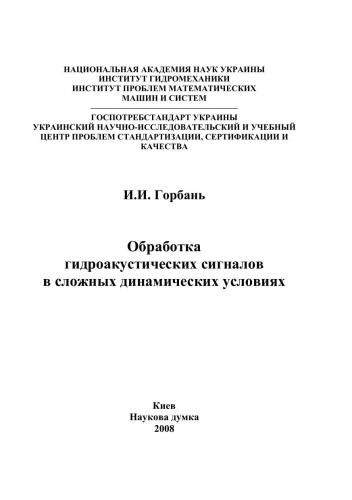 НАЦИОНАЛЬНАЯ АКАДЕМИЯ НАУК УКРАИНЫ
ИНСТИТУТ ГИДРОМЕХАНИКИ
ИНСТИТУТ ПРОБЛЕМ МАТЕМАТИЧЕСКИХ
МАШИН И СИСТЕМ
ГОСПОТРЕБСТАНДАРТ УКРАИНЫ
УКРАИНСКИЙ НАУЧНО-ИССЛЕДОВАТЕЛЬСКИЙ И УЧЕБНЫЙ
ЦЕНТР ПРОБЛЕМ СТАНДАРТИЗАЦИИ, СЕРТИФИКАЦИИ И
КАЧЕСТВА
И.И. Горбань
Обработка
гидроакустических сигналов
в сложных динамических условиях
Киев
Наукова думка
2008